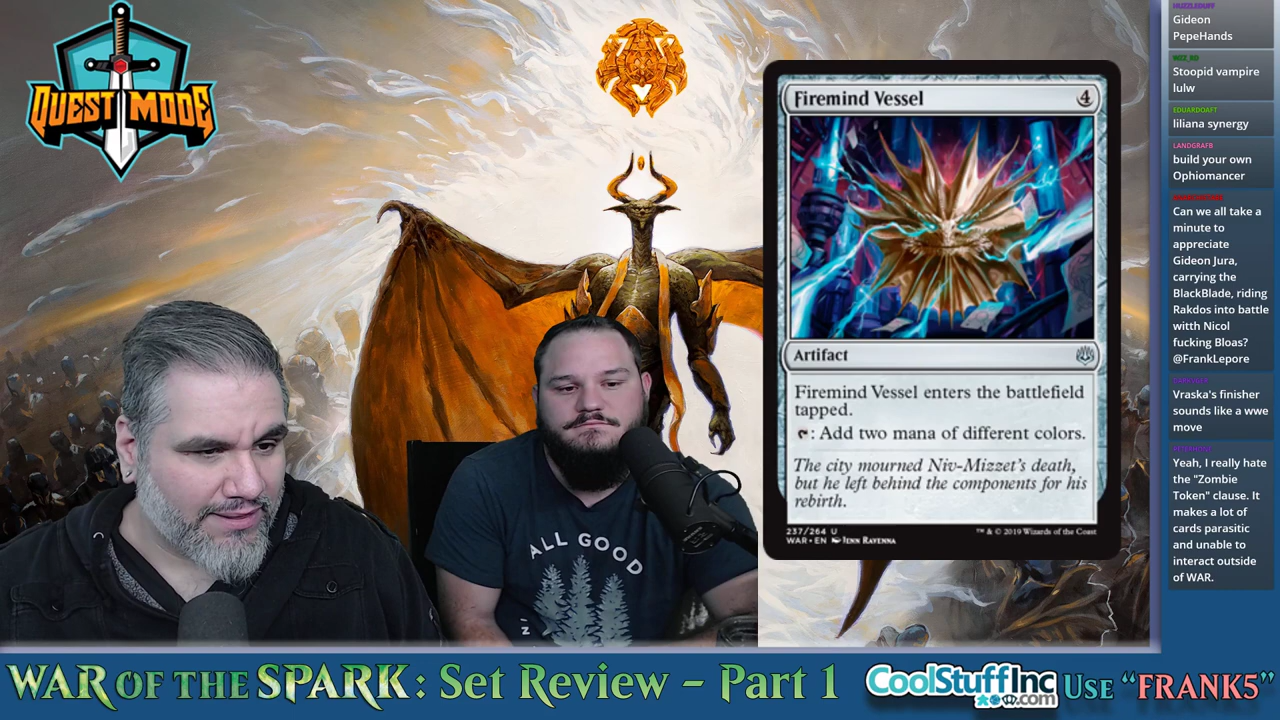 QUEST MODE
Firemind Vessel 4
Artifact
Firemind Vessel enters the battlefield
tapped.
: Add two mana of different colors.
The city mourned Niv-Mizzet's death,
but he left behind the components for his
rebirth.
237/264 U
WAR • EN Jenn Ravenna
™ & © 2019 Wizards of the Coast
ALL GOOD
IN
Gideon
PepeHands
Stoopid vampire
lulw
EDUARDOAFT
liliana synergy
LANDGRAFB
build your own
Ophiomancer
Can we all take a
minute to
appreciate
Gideon Jura,
carrying the
BlackBlade, riding
Rakdos into battle
witth Nicol
fucking Bloas?
@FrankLepore
Vraska's finisher
sounds like a wwe
move
Yeah, I really hate
the "Zombie
Token" clause. It
makes a lot of
cards parasitic
and unable to
interact outside
of WAR.
WAR OF THE SPARK: Set Review - Part 1
CoolStuffInc
.com
Use "FRANK5"